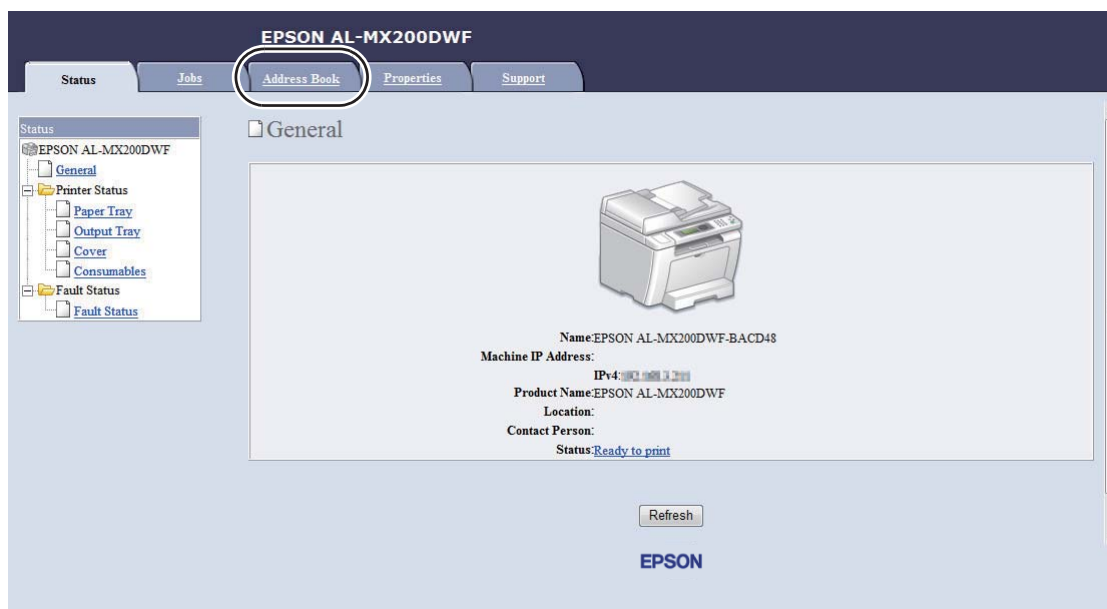 EPSON AL-MX200DWF
Status Jobs Address Book Properties Support
Status
EPSON AL-MX200DWF
General
Printer Status
Paper Tray
Output Tray
Cover
Consumables
Fault Status
Fault Status
General
Name:EPSON AL-MX200DWF-BACD48
Machine IP Address:
IPv4:
Product Name:EPSON AL-MX200DWF
Location:
Contact Person:
Status:Ready to print
Refresh
EPSON